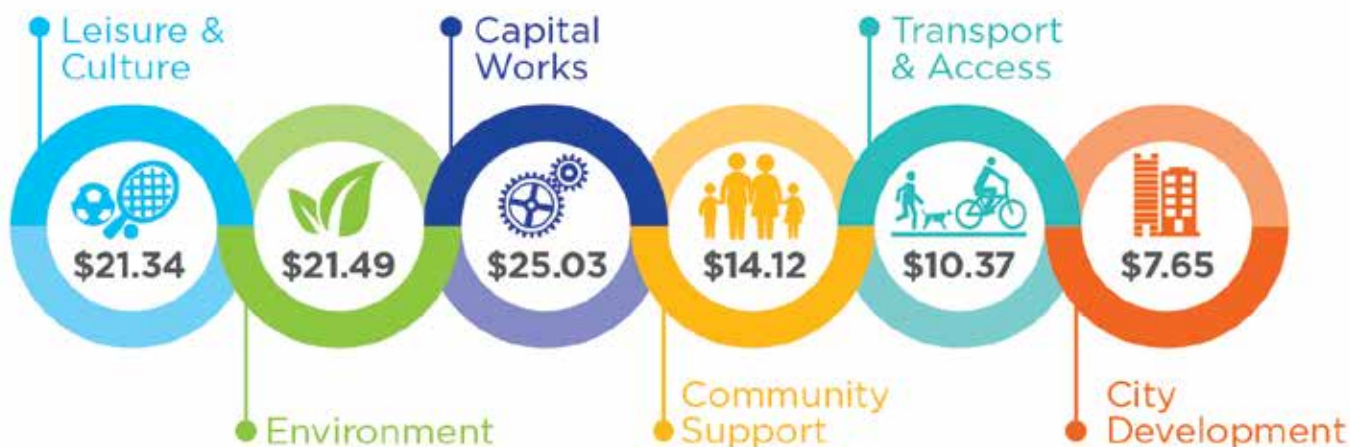 Leisure &
Culture
Capital
Works
Transport
& Access
$21.34
$21.49
$25.03
$14.12
$10.37
$7.65
Environment
Community
Support
City
Development